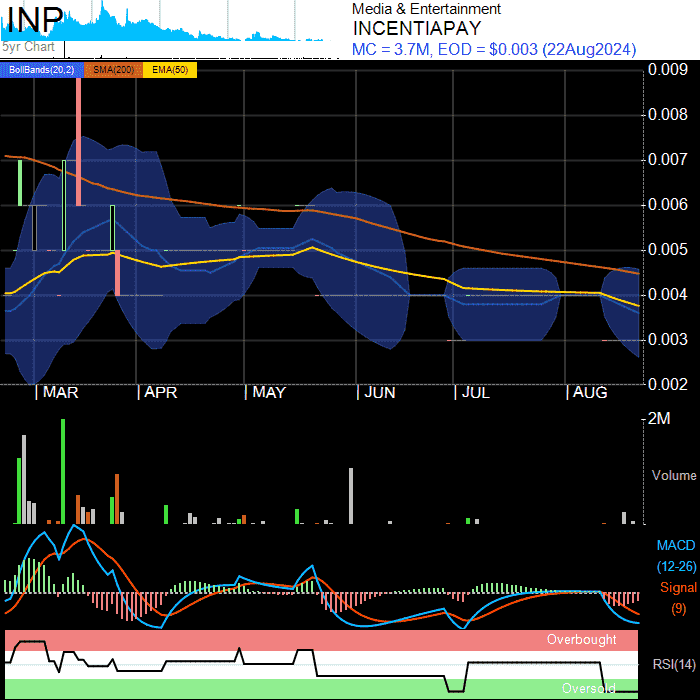 INP
5yr Chart
Media & Entertainment
INCENTIAPAY
MC = 3.7M, EOD = $0.003 (22Aug2024)
BollBands(20,2) SMA(200) EMA(50)
0.009
0.008
0.007
0.006
0.005
0.004
0.003
0.002
MAR APR MAY JUN JUL AUG
2M
Volume
MACD
(12-26)
Signal
(9)
Overbought
RSI(14)
Oversold